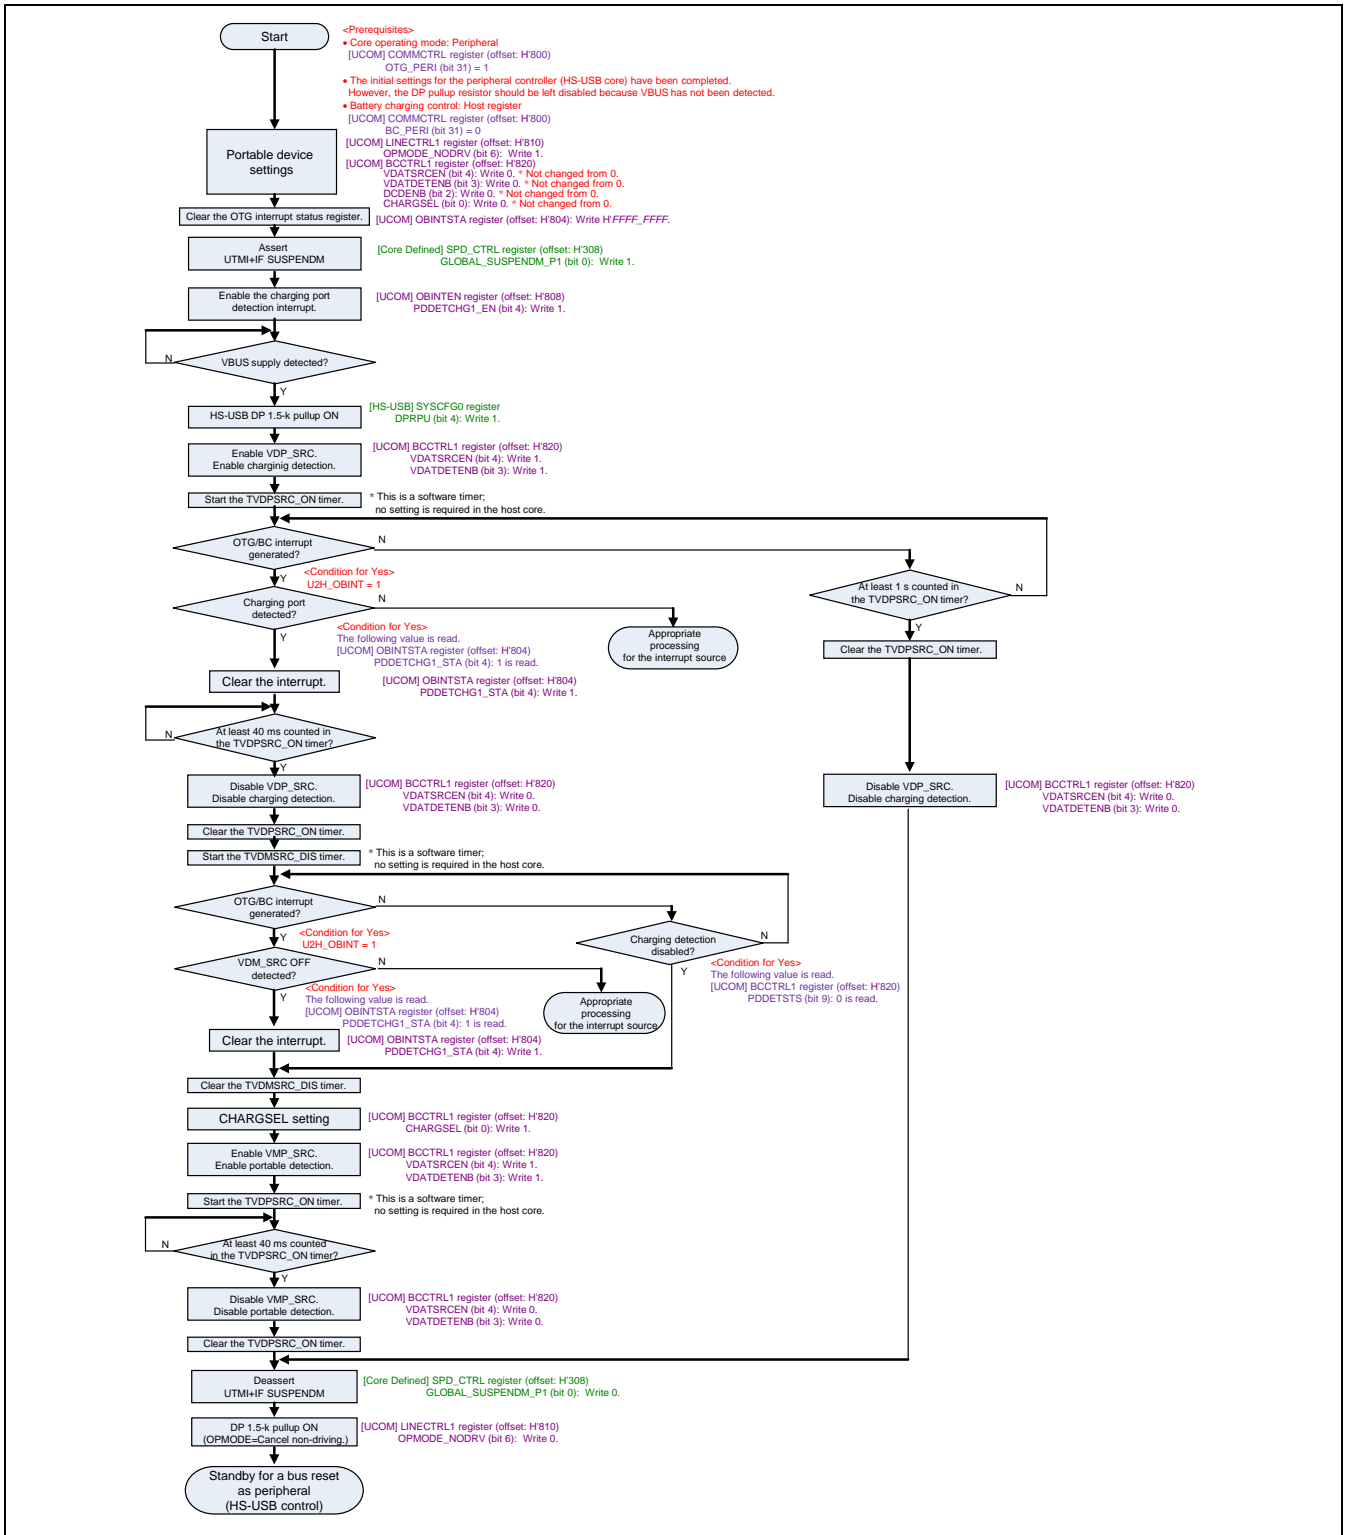 Start
<Prerequisites>
• Core operating mode: Peripheral
[UCOM] COMMCTRL register (offset: H'800)
OTG_PERI (bit 31) = 1
• The initial settings for the peripheral controller (HS-USB core) have been completed.
However, the DP pullup resistor should be left disabled because VBUS has not been detected.
• Battery charging control: Host register
[UCOM] COMMCTRL register (offset: H'800)
BC_PERI (bit 31) = 0
Portable device
settings
[UCOM] LINECTRL1 register (offset: H'810)
OPMODE_NODRV (bit 6): Write 1.
[UCOM] BCCTRL1 register (offset: H'820)
VDATSRCEN (bit 4): Write 0. * Not changed from 0.
VDATDETENB (bit 3): Write 0. * Not changed from 0.
DCDENB (bit 2): Write 0. * Not changed from 0.
CHARGSEL (bit 0): Write 0. * Not changed from 0.
Clear the OTG interrupt status register.
[UCOM] OBINTSTA register (offset: H'804): Write H'FFFF_FFFF.
Assert
UTMI+IF SUSPENDM
[Core Defined] SPD_CTRL register (offset: H'308)
GLOBAL_SUSPENDM_P1 (bit 0): Write 1.
Enable the charging port
detection interrupt.
[UCOM] OBINTEN register (offset: H'808)
PDDETCHG1_EN (bit 4): Write 1.
N
VBUS supply detected?
Y
HS-USB DP 1.5-k pullup ON
[HS-USB] SYSCFG0 register
DPRPU (bit 4): Write 1.
Enable VDP_SRC.
Enable charginig detection.
[UCOM] BCCTRL1 register (offset: H'820)
VDATSRCEN (bit 4): Write 1.
VDATDETENB (bit 3): Write 1.
Start the TVDPSRC_ON timer.
* This is a software timer;
no setting is required in the host core.
OTG/BC interrupt
generated?
N
Y
<Condition for Yes>
U2H_OBINT = 1
At least 1 s counted in
the TVDPSRC_ON timer?
N
Y
Charging port
detected?
N
Y
<Condition for Yes>
The following value is read.
[UCOM] OBINTSTA register (offset: H'804)
PDDETCHG1_STA (bit 4): 1 is read.
Appropriate
processing
for the interrupt source
Clear the TVDPSRC_ON timer.
Clear the interrupt.
[UCOM] OBINTSTA register (offset: H'804)
PDDETCHG1_STA (bit 4): Write 1.
N
At least 40 ms counted in
the TVDPSRC_ON timer?
Y
Disable VDP_SRC.
Disable charging detection.
[UCOM] BCCTRL1 register (offset: H'820)
VDATSRCEN (bit 4): Write 0.
VDATDETENB (bit 3): Write 0.
Disable VDP_SRC.
Disable charging detection.
[UCOM] BCCTRL1 register (offset: H'820)
VDATSRCEN (bit 4): Write 0.
VDATDETENB (bit 3): Write 0.
Clear the TVDPSRC_ON timer.
Start the TVDMSRC_DIS timer.
* This is a software timer;
no setting is required in the host core.
OTG/BC interrupt
generated?
N
Y
<Condition for Yes>
U2H_OBINT = 1
Charging detection
disabled?
N
Y
<Condition for Yes>
The following value is read.
[UCOM] BCCTRL1 register (offset: H'820)
PDDETSTS (bit 9): 0 is read.
VDM_SRC OFF
detected?
N
Y
<Condition for Yes>
The following value is read.
[UCOM] OBINTSTA register (offset: H'804)
PDDETCHG1_STA (bit 4): 1 is read.
Appropriate
processing
for the interrupt source
Clear the interrupt.
[UCOM] OBINTSTA register (offset: H'804)
PDDETCHG1_STA (bit 4): Write 1.
Clear the TVDMSRC_DIS timer.
CHARGSEL setting
[UCOM] BCCTRL1 register (offset: H'820)
CHARGSEL (bit 0): Write 1.
Enable VMP_SRC.
Enable portable detection.
[UCOM] BCCTRL1 register (offset: H'820)
VDATSRCEN (bit 4): Write 1.
VDATDETENB (bit 3): Write 1.
Start the TVDPSRC_ON timer.
* This is a software timer;
no setting is required in the host core.
N
At least 40 ms counted
in the TVDPSRC_ON timer?
Y
Disable VMP_SRC.
Disable portable detection.
[UCOM] BCCTRL1 register (offset: H'820)
VDATSRCEN (bit 4): Write 0.
VDATDETENB (bit 3): Write 0.
Clear the TVDPSRC_ON timer.
Deassert
UTMI+IF SUSPENDM
[Core Defined] SPD_CTRL register (offset: H'308)
GLOBAL_SUSPENDM_P1 (bit 0): Write 0.
DP 1.5-k pullup ON
(OPMODE=Cancel non-driving.)
[UCOM] LINECTRL1 register (offset: H'810)
OPMODE_NODRV (bit 6): Write 0.
Standby for a bus reset
as peripheral
(HS-USB control)